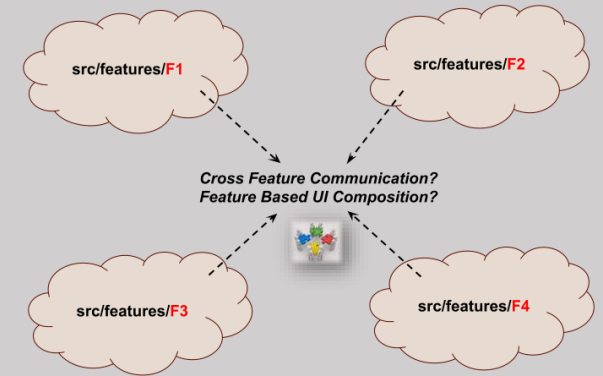 src/features/F1
src/features/F2
Cross Feature Communication?
Feature Based UI Composition?
src/features/F3
src/features/F4